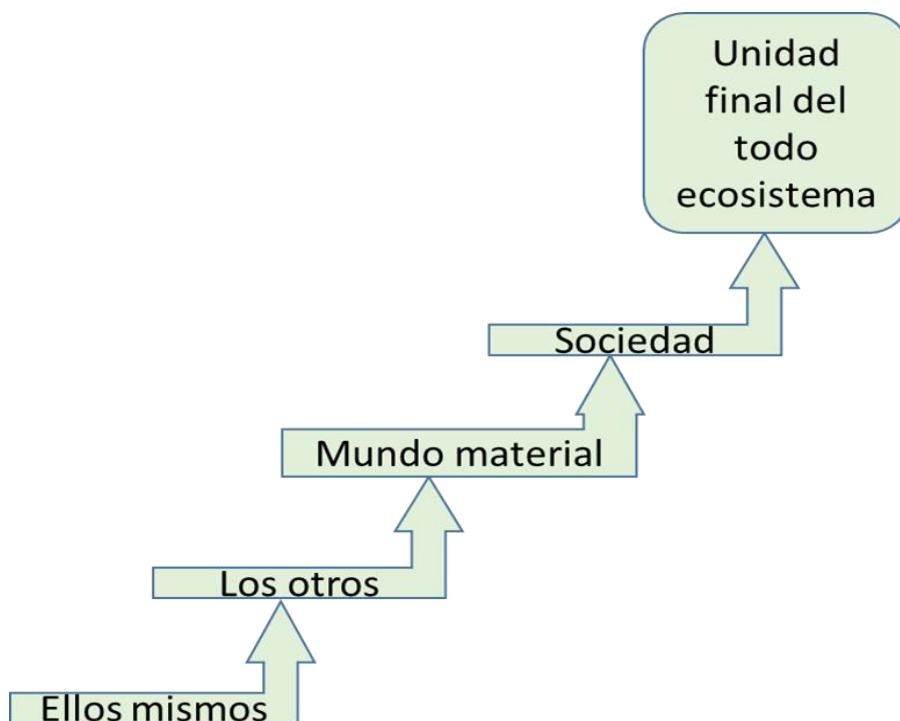 Unidad
final del
todo
ecosistema
Sociedad
Mundo material
Los otros
Ellos mismos